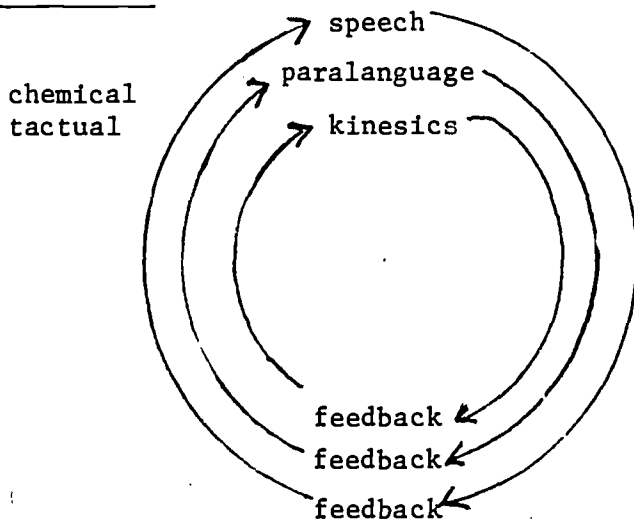 speech
paralanguage
chemical
tactual
kinesics
feedback
feedback
feedback